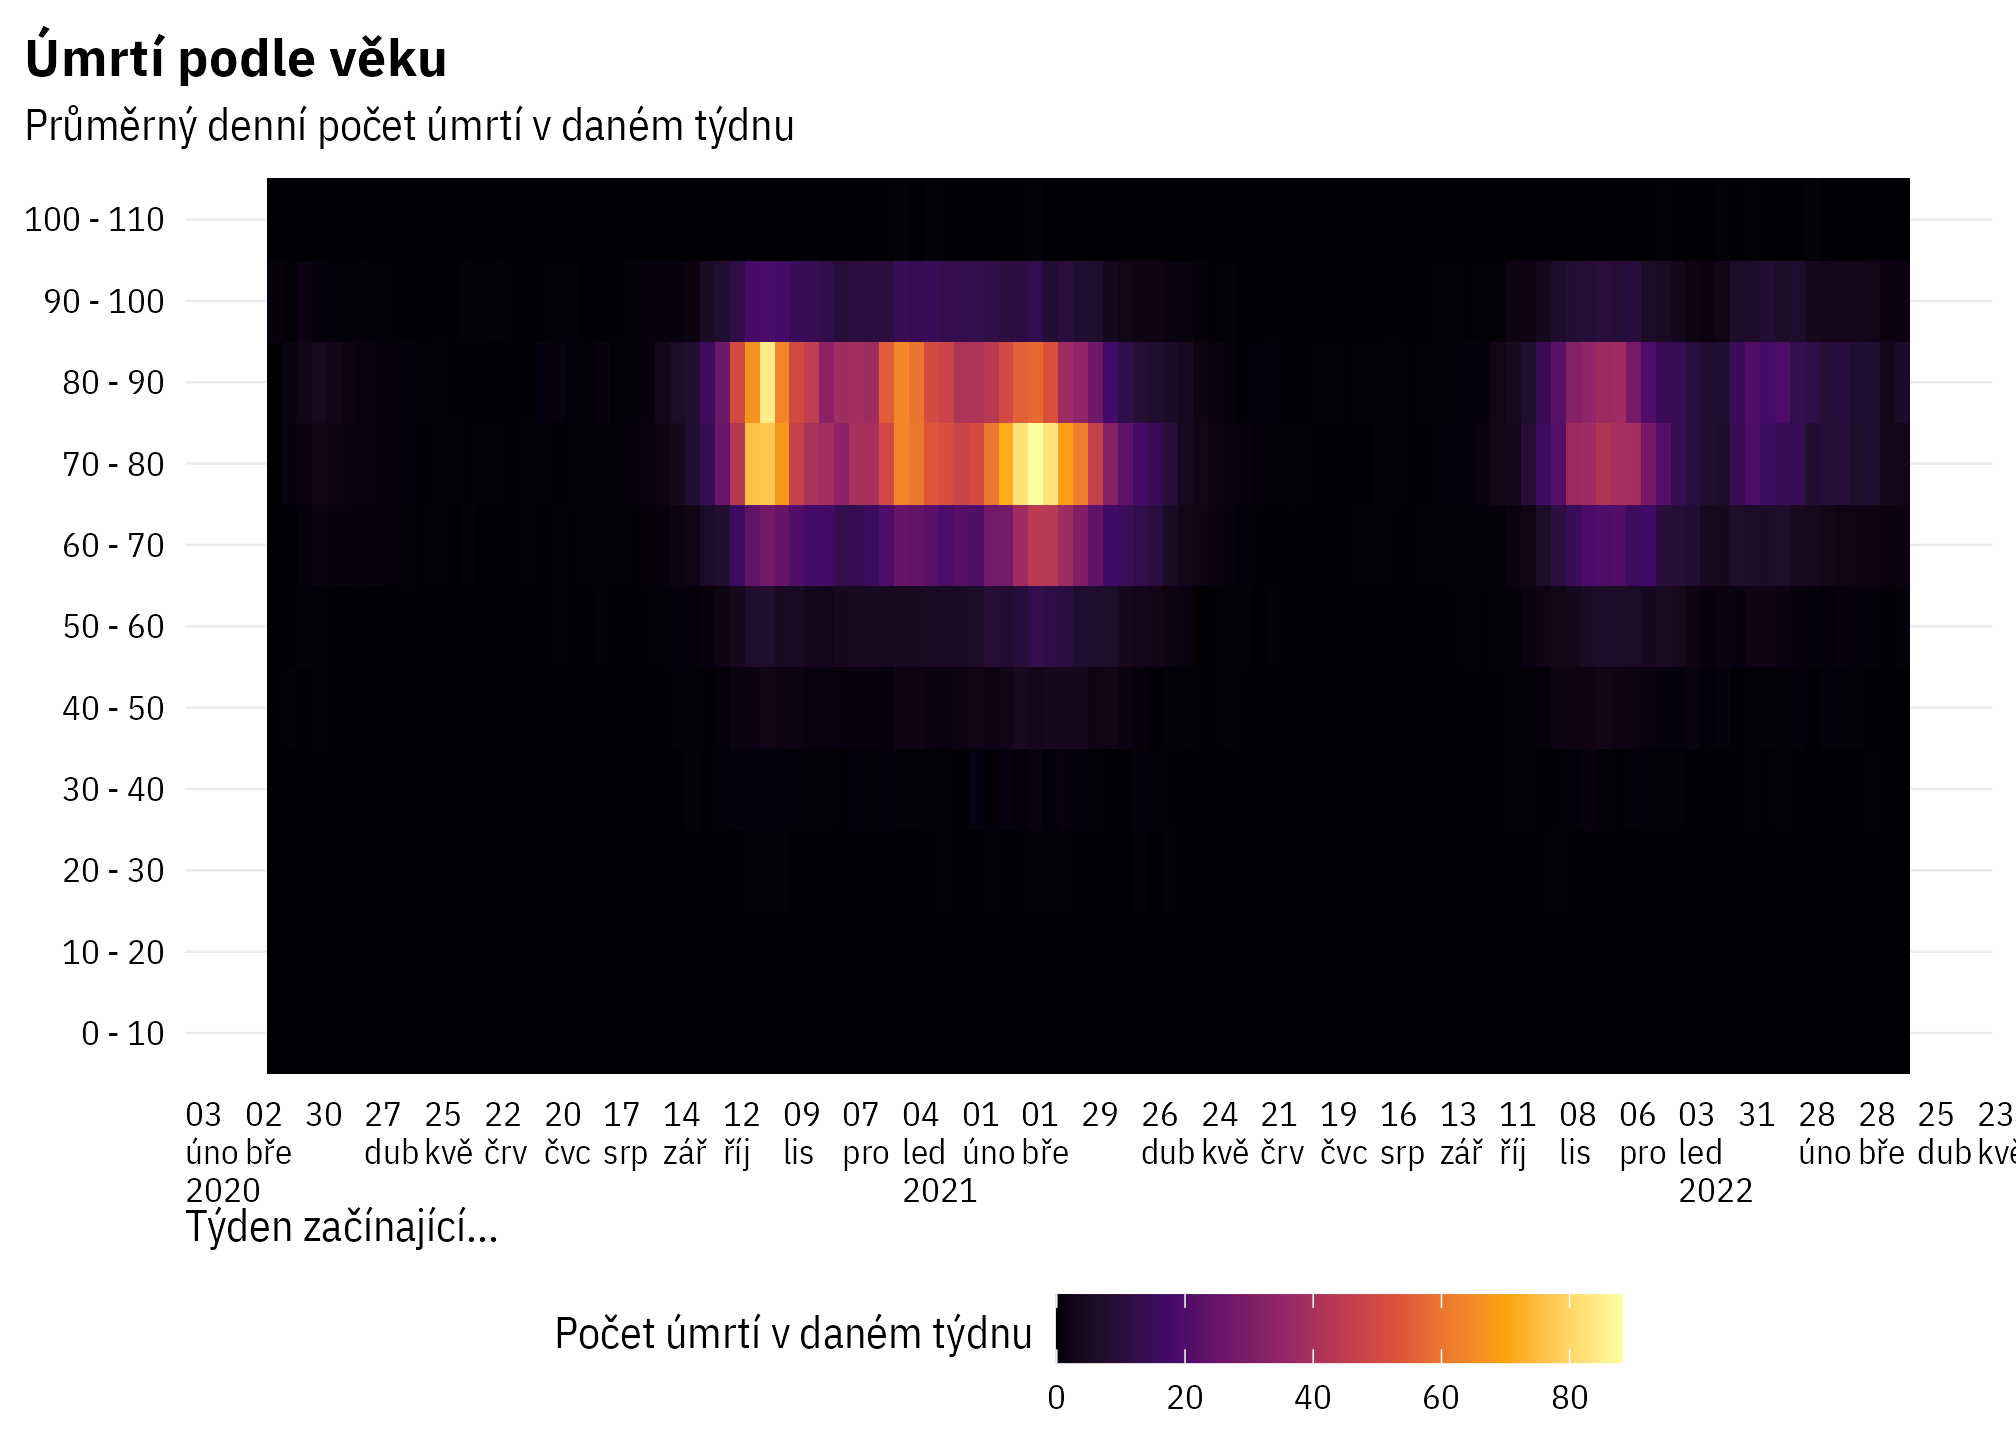 Úmrtí podle věku
Průměrný denní počet úmrtí v daném týdnu
100 - 110
90 - 100
80 - 90
70 - 80
60 - 70
50 - 60
40 - 50
30 - 40
20 - 30
10 - 20
0 - 10
03 02 30 27 25 22 20 17 14 12 09 07 04 01 01 29 26 24 21 19 16 13 11 08 06 03 31 28 28 25 23
úno bře dub kvě črv čvc srp zář říj lis pro led úno bře dub kvě črv čvc srp zář říj lis pro led úno bře dub kvě
2020 2021 2022
Týden začínající...
Počet úmrtí v daném týdnu
0 20 40 60 80